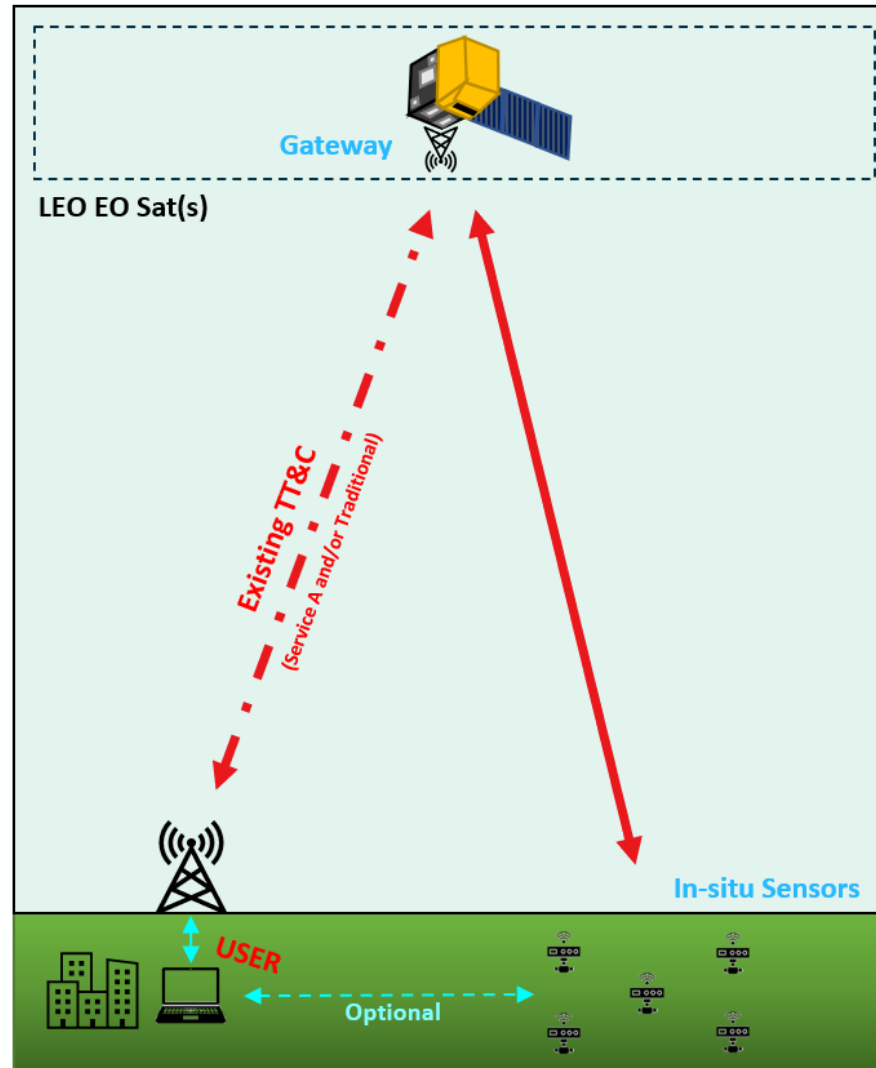 Gateway
LEO EO Sat(s)
Existing TT&C
(Service A and/or Traditional)
In-situ Sensors
USER
Optional